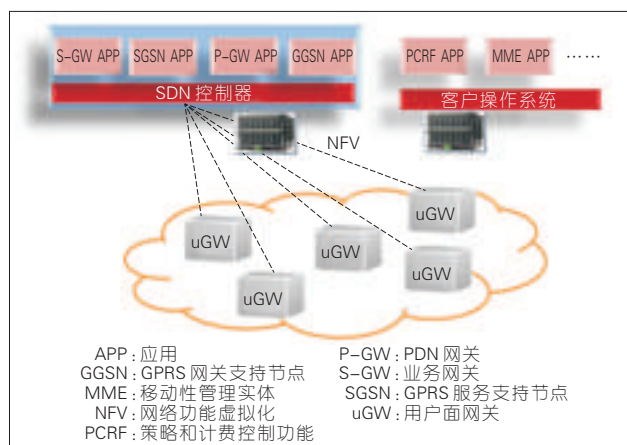 S-GW APP SGSN APP P-GW APP GGSN APP PCRF APP MME APP ……
SDN 控制器 客户操作系统
NFV
uGW
uGW
uGW
uGW
uGW
APP：应用
GGSN：GPRS 网关支持节点
MME：移动性管理实体
NFV：网络功能虚拟化
PCRF：策略和计费控制功能
P-GW：PDN 网关
S-GW：业务网关
SGSN：GPRS 服务支持节点
uGW：用户面网关